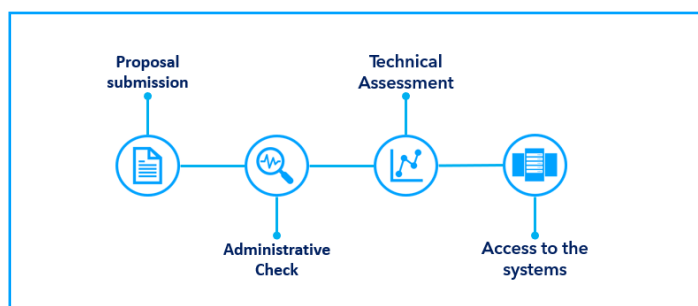 Proposal
submission
Administrative
Check
Technical
Assessment
Access to the
systems